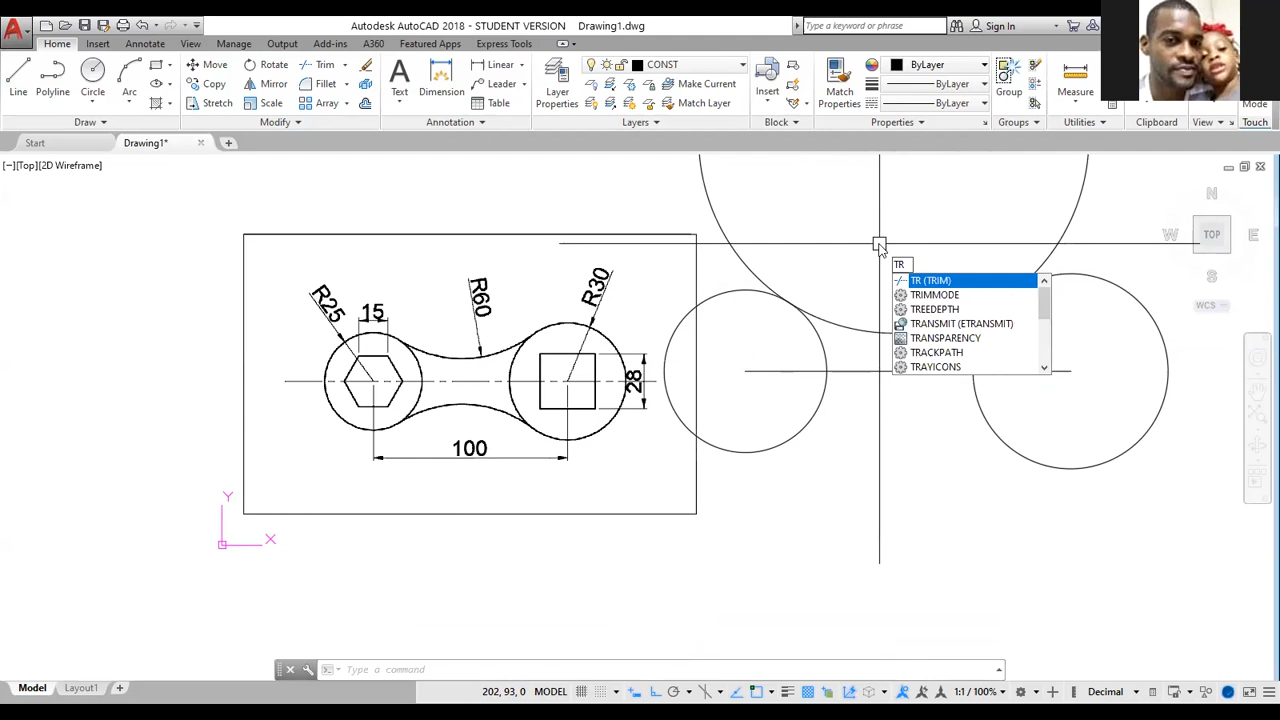 Autodesk AutoCAD 2018 - STUDENT VERSION Drawing1.dwg
Type a keyword or phrase
Sign In
Home Insert Annotate View Manage Output Add-ins A360 Featured Apps Express Tools
Line
Polyline
Circle
Arc
Move Rotate Trim
Copy Mirror Fillet
Stretch Scale Array
Text
Dimension
Linear
Leader
Table
Layer
Properties
CONST
Make Current
Match Layer
Insert
Match
Properties
ByLayer
ByLayer
ByLayer
Group
Measure
Mode
Draw Modify Annotation Layers Block Properties Groups Utilities Clipboard View Touch
Start Drawing1*
[−][Top][2D Wireframe]
N
W TOP E
S
WCS
R25
15
R60
R30
28
100
Y
X
TR
TR (TRIM)
TRIMMODE
TREEDEPTH
TRANSMIT (ETRANSMIT)
TRANSPARENCY
TRACKPATH
TRAYICONS
Type a command
Model Layout1
202, 93, 0 MODEL 1:1 / 100% Decimal